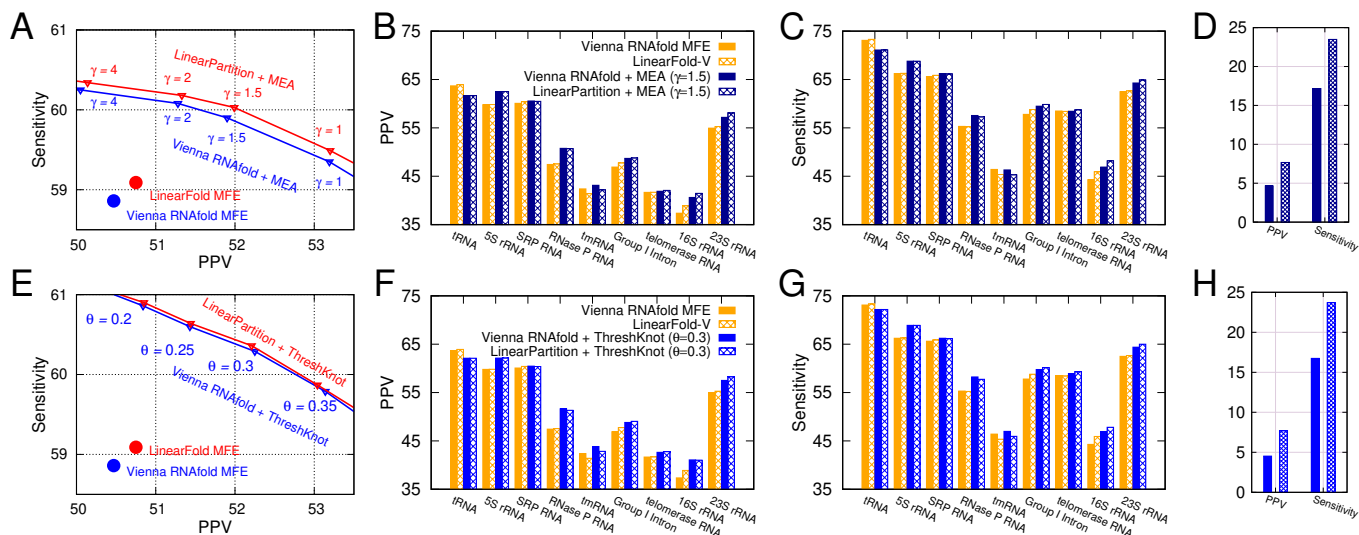 A
61
60
59
Sensitivity
50
51
52
53
PPV
γ = 4
γ = 2
γ = 1.5
γ = 1
LinearPartition + MEA
γ = 4
γ = 2
γ = 1.5
γ = 1
Vienna RNAfold + MEA
LinearFold MFE
Vienna RNAfold MFE
B
75
65
55
45
35
PPV
Vienna RNAfold MFE
LinearFold-V
Vienna RNAfold + MEA (γ=1.5)
LinearPartition + MEA (γ=1.5)
tRNA
5S rRNA
SRP RNA
RNase P RNA
tmRNA
Group I Intron
telomerase RNA
16S rRNA
23S rRNA
C
75
65
55
45
35
Sensitivity
tRNA
5S rRNA
SRP RNA
RNase P RNA
tmRNA
Group I Intron
telomerase RNA
16S rRNA
23S rRNA
D
25
20
15
10
5
0
PPV
Sensitivity
E
61
60
59
Sensitivity
50
51
52
53
PPV
θ = 0.2
θ = 0.25
θ = 0.3
θ = 0.35
LinearPartition + ThreshKnot
Vienna RNAfold + ThreshKnot
LinearFold MFE
Vienna RNAfold MFE
F
75
65
55
45
35
PPV
Vienna RNAfold MFE
LinearFold-V
Vienna RNAfold + ThreshKnot (θ=0.3)
LinearPartition + ThreshKnot (θ=0.3)
tRNA
5S rRNA
SRP RNA
RNase P RNA
tmRNA
Group I Intron
telomerase RNA
16S rRNA
23S rRNA
G
75
65
55
45
35
Sensitivity
tRNA
5S rRNA
SRP RNA
RNase P RNA
tmRNA
Group I Intron
telomerase RNA
16S rRNA
23S rRNA
H
25
20
15
10
5
0
PPV
Sensitivity